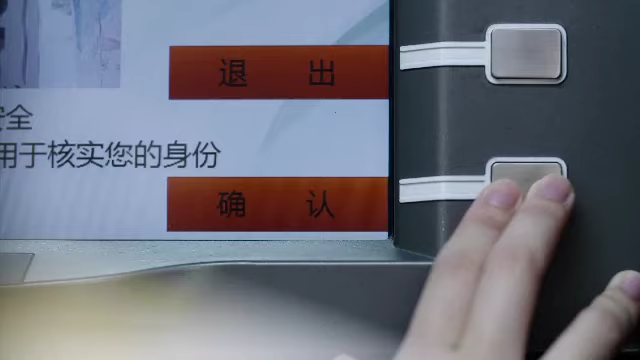 退 出
安全
用于核实您的身份
确 认